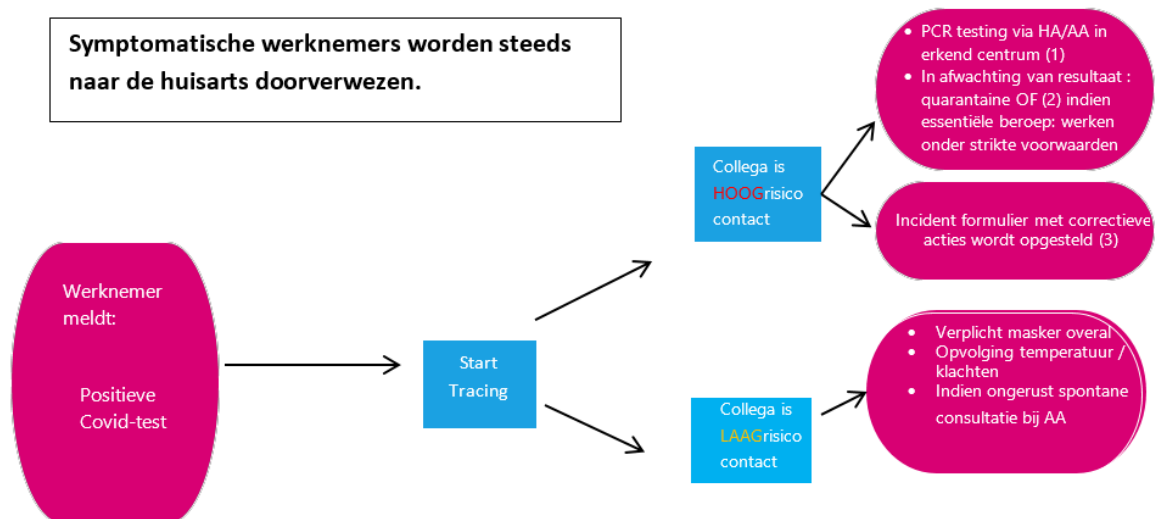 Symptomatische werknemers worden steeds
naar de huisarts doorverwezen.
Werknemer
meldt:
Positieve
Covid-test
Start
Tracing
Collega is
HOOGrisico
contact
• PCR testing via HA/AA in
erkend centrum (1)
• In afwachting van resultaat :
quarantaine OF (2) indien
essentiële beroep: werken
onder strikte voorwaarden
Incident formulier met correctieve
acties wordt opgesteld (3)
Collega is
LAAGrisico
contact
• Verplicht masker overal
• Opvolging temperatuur /
klachten
• Indien ongerust spontane
consultatie bij AA